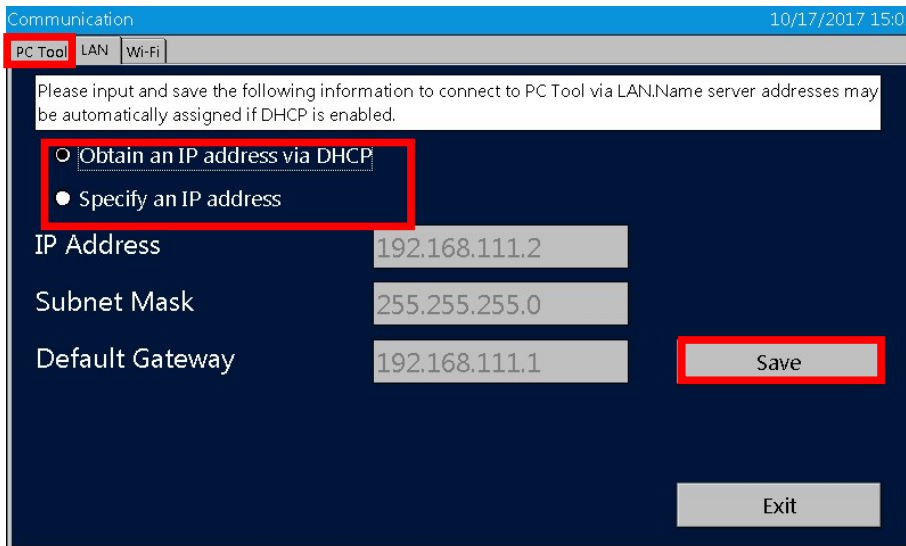 Communication 10/17/2017 15:0
PC Tool LAN Wi-Fi
Please input and save the following information to connect to PC Tool via LAN.Name server addresses may
be automatically assigned if DHCP is enabled.
Obtain an IP address via DHCP
Specify an IP address
IP Address 192.168.111.2
Subnet Mask 255.255.255.0
Default Gateway 192.168.111.1 Save
Exit